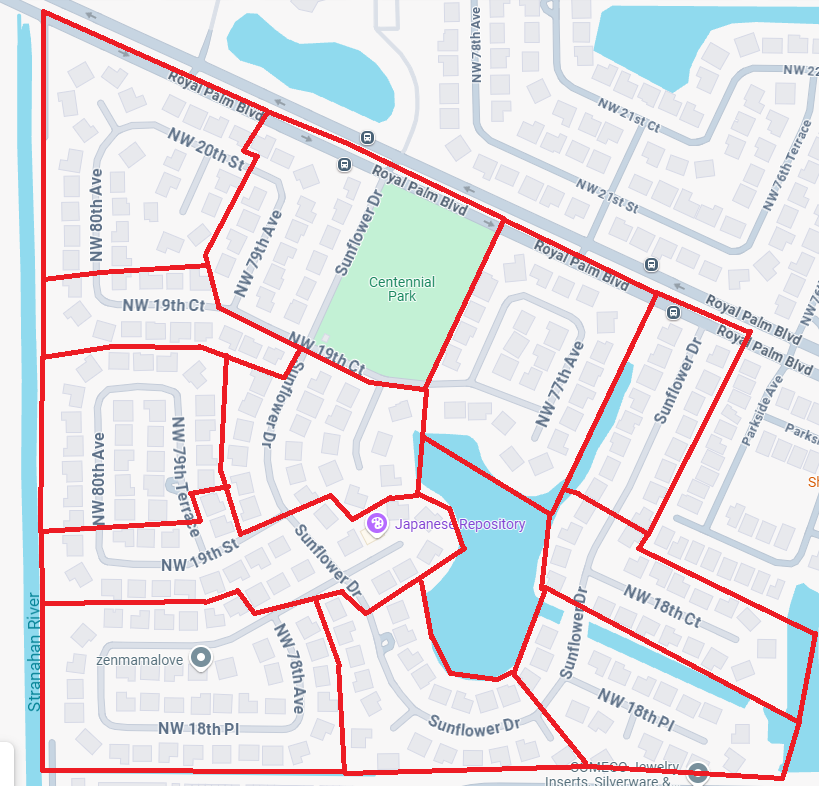 NW 78th Ave
NW 22
NW 21st Ct
Royal Palm Blvd
NW 20th St
NW 76th Terrace
NW 80th Ave
Royal Palm Blvd
NW 21st St
Sunflower Dr
NW 79th Ave
Royal Palm Blvd
Centennial
Park
NW 19th Ct
Royal Palm Blvd
NW 76
Royal Palm Blvd
NW 19th Ct
Sunflower Dr
NW 77th Ave
Sunflower Dr
Parkside Ave
Parks
NW 80th Ave
NW 79th Terrace
Sh
Japanese Repository
NW 19th St
Sunflower Dr
Stranahan River
NW 18th Ct
Sunflower Dr
zenmamalove
NW 78th Ave
NW 18th Pl
Sunflower Dr
NW 18th Pl
COMECO Jewelry
Inserts, Silverware &